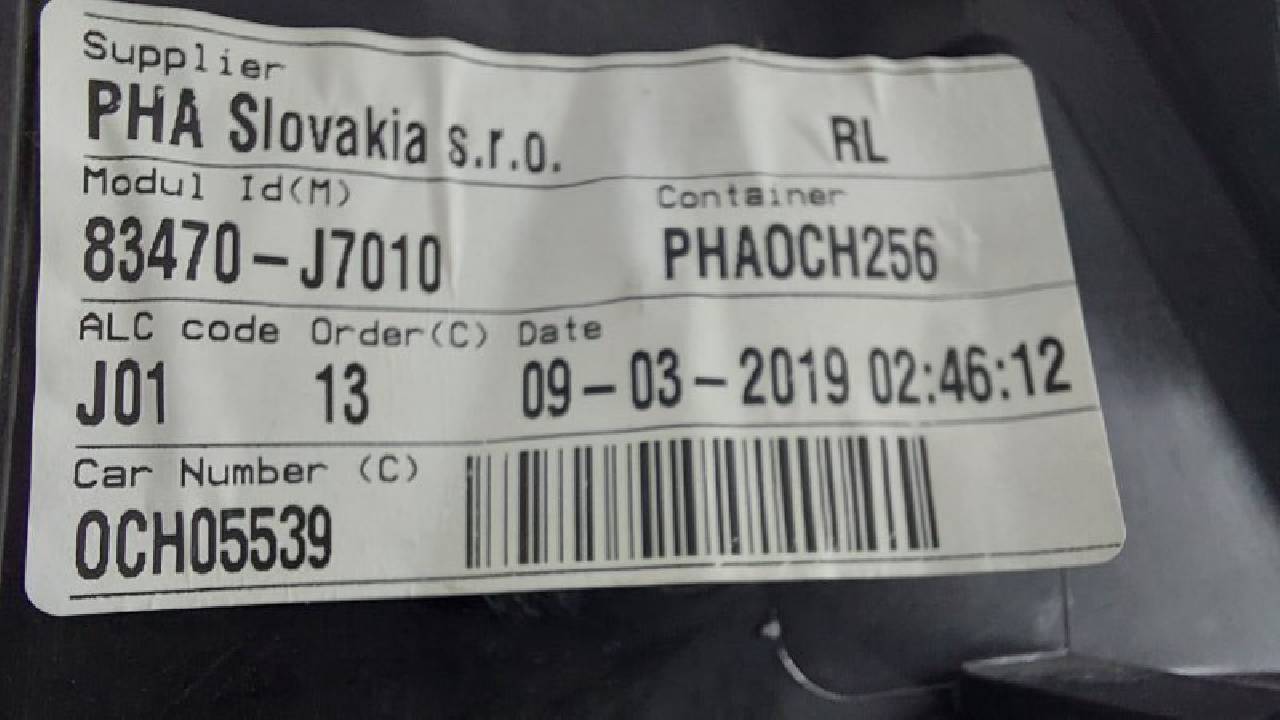 Supplier
PHA Slovakia s.r.o. RL
Modul Id(M) Container
83470-J7010 PHAOCH256
ALC code Order(C) Date
J01 13 09-03-2019 02:46:12
Car Number (C)
OCH05539